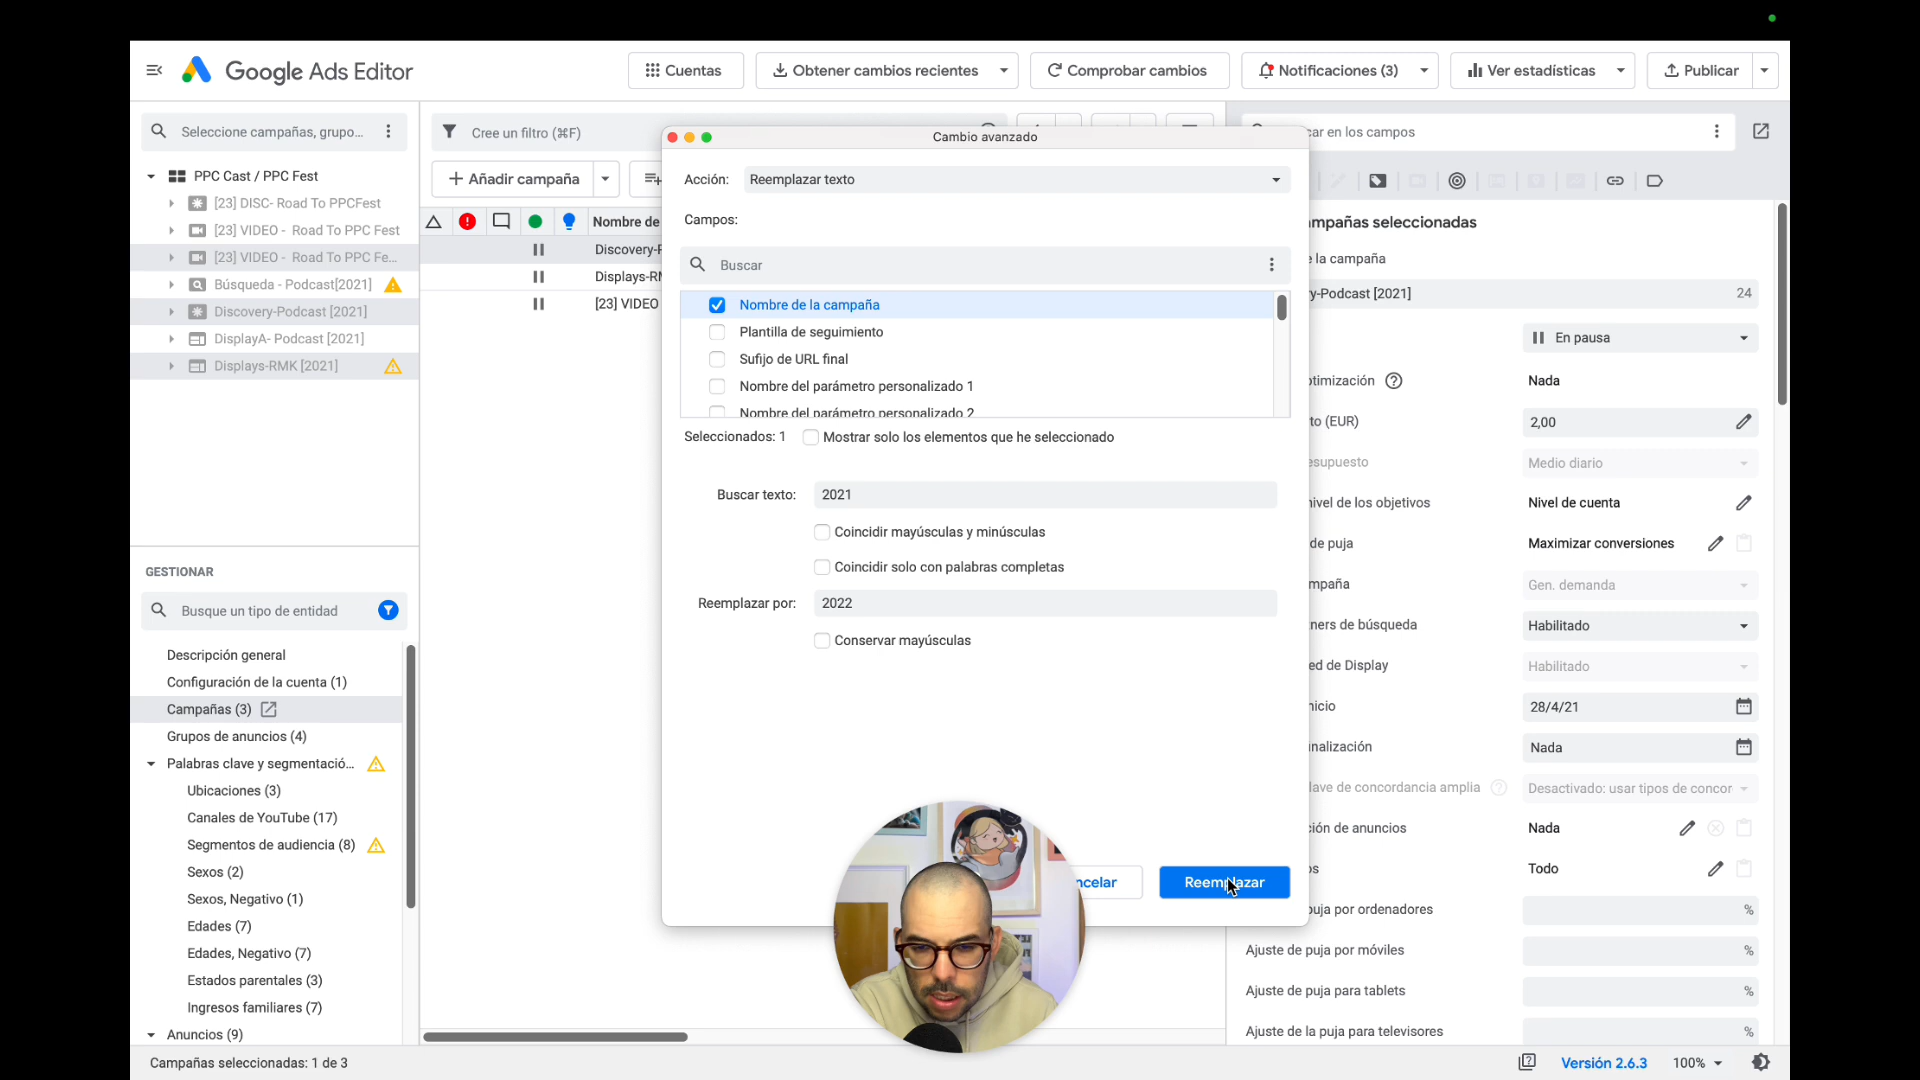 Google Ads Editor
Cuentas
Obtener cambios recientes
Comprobar cambios
Notificaciones (3)
Ver estadísticas
Publicar
Seleccione campañas, grupo...
PPC Cast / PPC Fest
[23] DISC- Road To PPCFest
[23] VIDEO - Road To PPC Fest
[23] VIDEO - Road To PPC Fe...
Búsqueda - Podcast[2021]
Discovery-Podcast [2021]
DisplayA- Podcast [2021]
Displays-RMK [2021]
GESTIONAR
Busque un tipo de entidad
Descripción general
Configuración de la cuenta (1)
Campañas (3)
Grupos de anuncios (4)
Palabras clave y segmentació...
Ubicaciones (3)
Canales de YouTube (17)
Segmentos de audiencia (8)
Sexos (2)
Sexos, Negativo (1)
Edades (7)
Edades, Negativo (7)
Estados parentales (3)
Ingresos familiares (7)
Anuncios (9)
Cree un filtro (⌘F)
Añadir campaña
Nombre de
Discovery-P
Displays-RM
[23] VIDEO
Cambio avanzado
Acción: Reemplazar texto
Campos:
Buscar
Nombre de la campaña
Plantilla de seguimiento
Sufijo de URL final
Nombre del parámetro personalizado 1
Nombre del parámetro personalizado 2
Seleccionados: 1 Mostrar solo los elementos que he seleccionado
Buscar texto: 2021
Coincidir mayúsculas y minúsculas
Coincidir solo con palabras completas
Reemplazar por: 2022
Conservar mayúsculas
ncelar
Reemplazar
car en los campos
mpañas seleccionadas
e la campaña
y-Podcast [2021] 24
En pausa
otimización Nada
to (EUR) 2,00
esupuesto Medio diario
nivel de los objetivos Nivel de cuenta
de puja Maximizar conversiones
mpaña Gen. demanda
ners de búsqueda Habilitado
ed de Display Habilitado
nicio 28/4/21
nalización Nada
lave de concordancia amplia Desactivado: usar tipos de concor
ión de anuncios Nada
os Todo
puja por ordenadores %
Ajuste de puja por móviles %
Ajuste de puja para tablets %
Ajuste de la puja para televisores %
Campañas seleccionadas: 1 de 3
Versión 2.6.3 100%